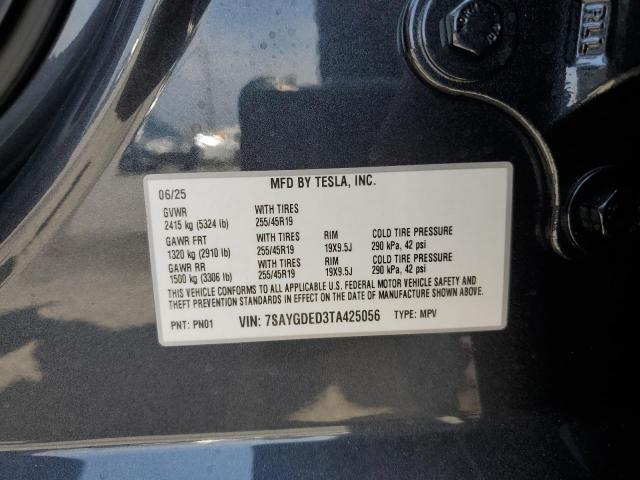 06/25 MFD BY TESLA, INC.
GVWR WITH TIRES
2415 kg (5324 lb) 255/45R19
GAWR FRT WITH TIRES RIM COLD TIRE PRESSURE
1320 kg (2910 lb) 255/45R19 19X9.5J 290 kPa, 42 psi
GAWR RR WITH TIRES RIM COLD TIRE PRESSURE
1500 kg (3306 lb) 255/45R19 19X9.5J 290 kPa, 42 psi
THIS VEHICLE CONFORMS TO ALL APPLICABLE U.S. FEDERAL MOTOR VEHICLE SAFETY AND
THEFT PREVENTION STANDARDS IN EFFECT ON THE DATE OF MANUFACTURE SHOWN ABOVE.
PNT: PN01 VIN: 7SAYGDED3TA425056 TYPE: MPV